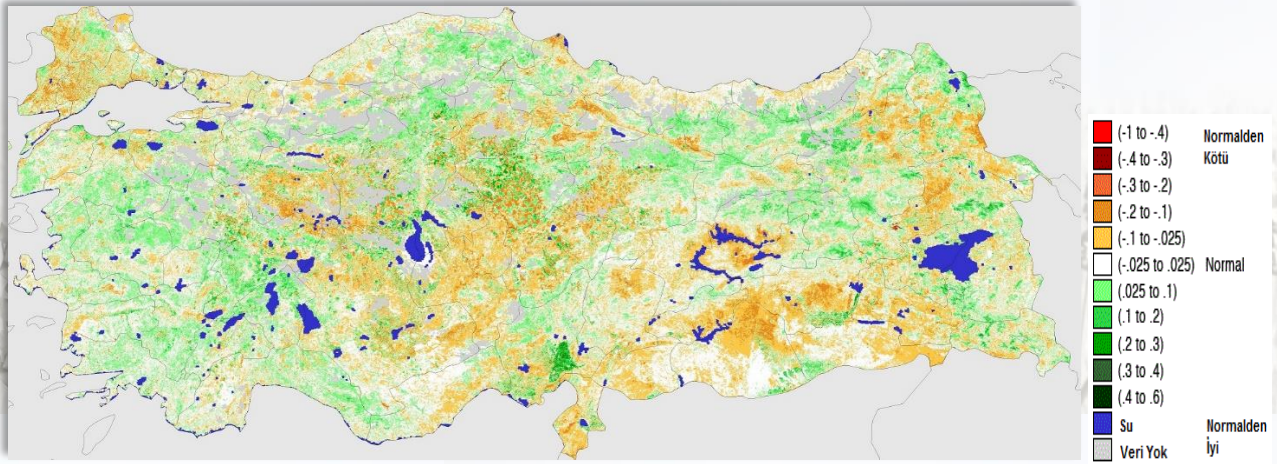 (-1 to -.4) Normalden
(-.4 to -.3) Kötü
(-.3 to -.2)
(-.2 to -.1)
(-.1 to -.025)
(-.025 to .025) Normal
(.025 to .1)
(.1 to .2)
(.2 to .3)
(.3 to .4)
(.4 to .6)
Su Normalden
Veri Yok İyi